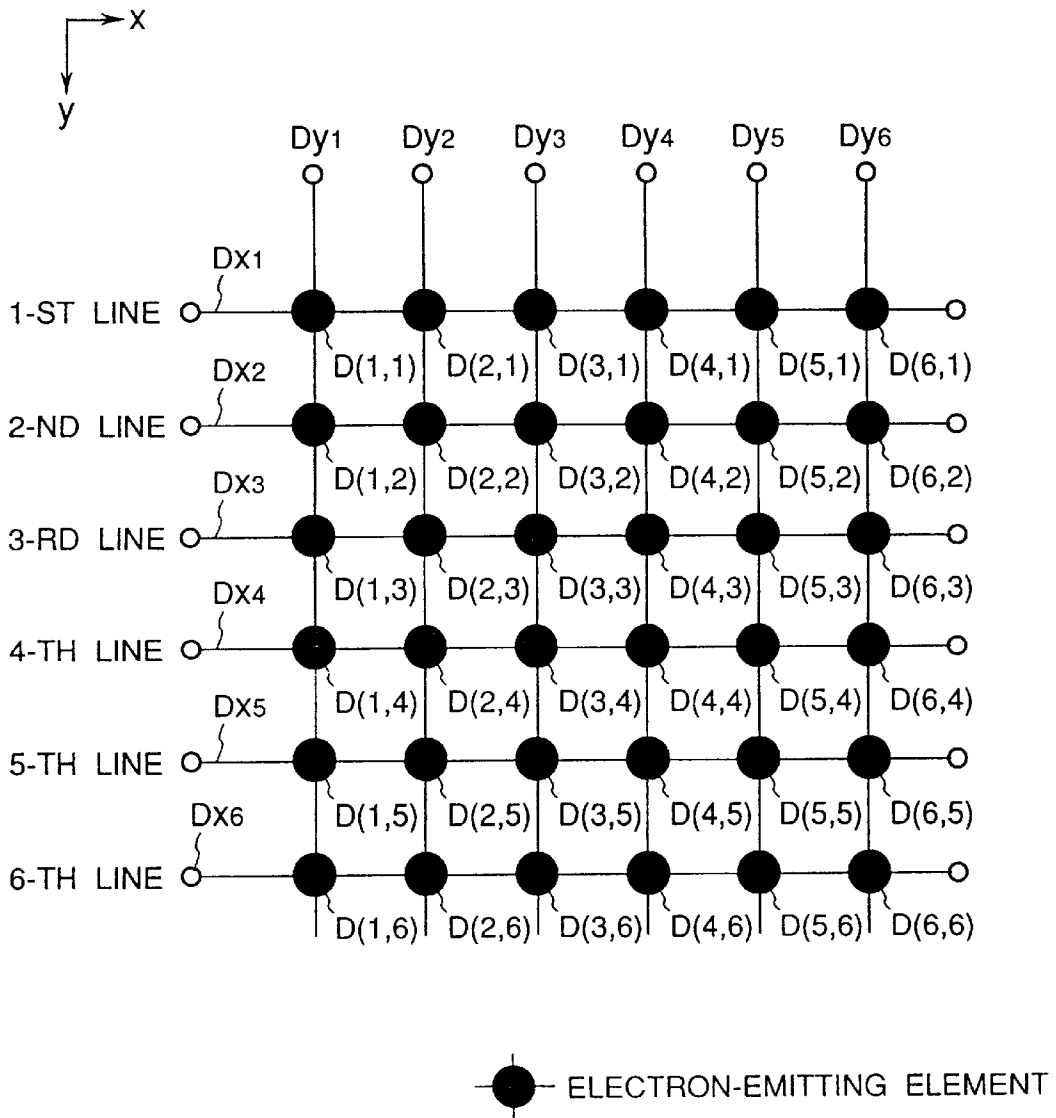 x
y
Dy1 Dy2 Dy3 Dy4 Dy5 Dy6
Dx1
1-ST LINE
D(1,1) D(2,1) D(3,1) D(4,1) D(5,1) D(6,1)
Dx2
2-ND LINE
D(1,2) D(2,2) D(3,2) D(4,2) D(5,2) D(6,2)
Dx3
3-RD LINE
D(1,3) D(2,3) D(3,3) D(4,3) D(5,3) D(6,3)
Dx4
4-TH LINE
D(1,4) D(2,4) D(3,4) D(4,4) D(5,4) D(6,4)
Dx5
5-TH LINE
D(1,5) D(2,5) D(3,5) D(4,5) D(5,5) D(6,5)
Dx6
6-TH LINE
D(1,6) D(2,6) D(3,6) D(4,6) D(5,6) D(6,6)
ELECTRON-EMITTING ELEMENT